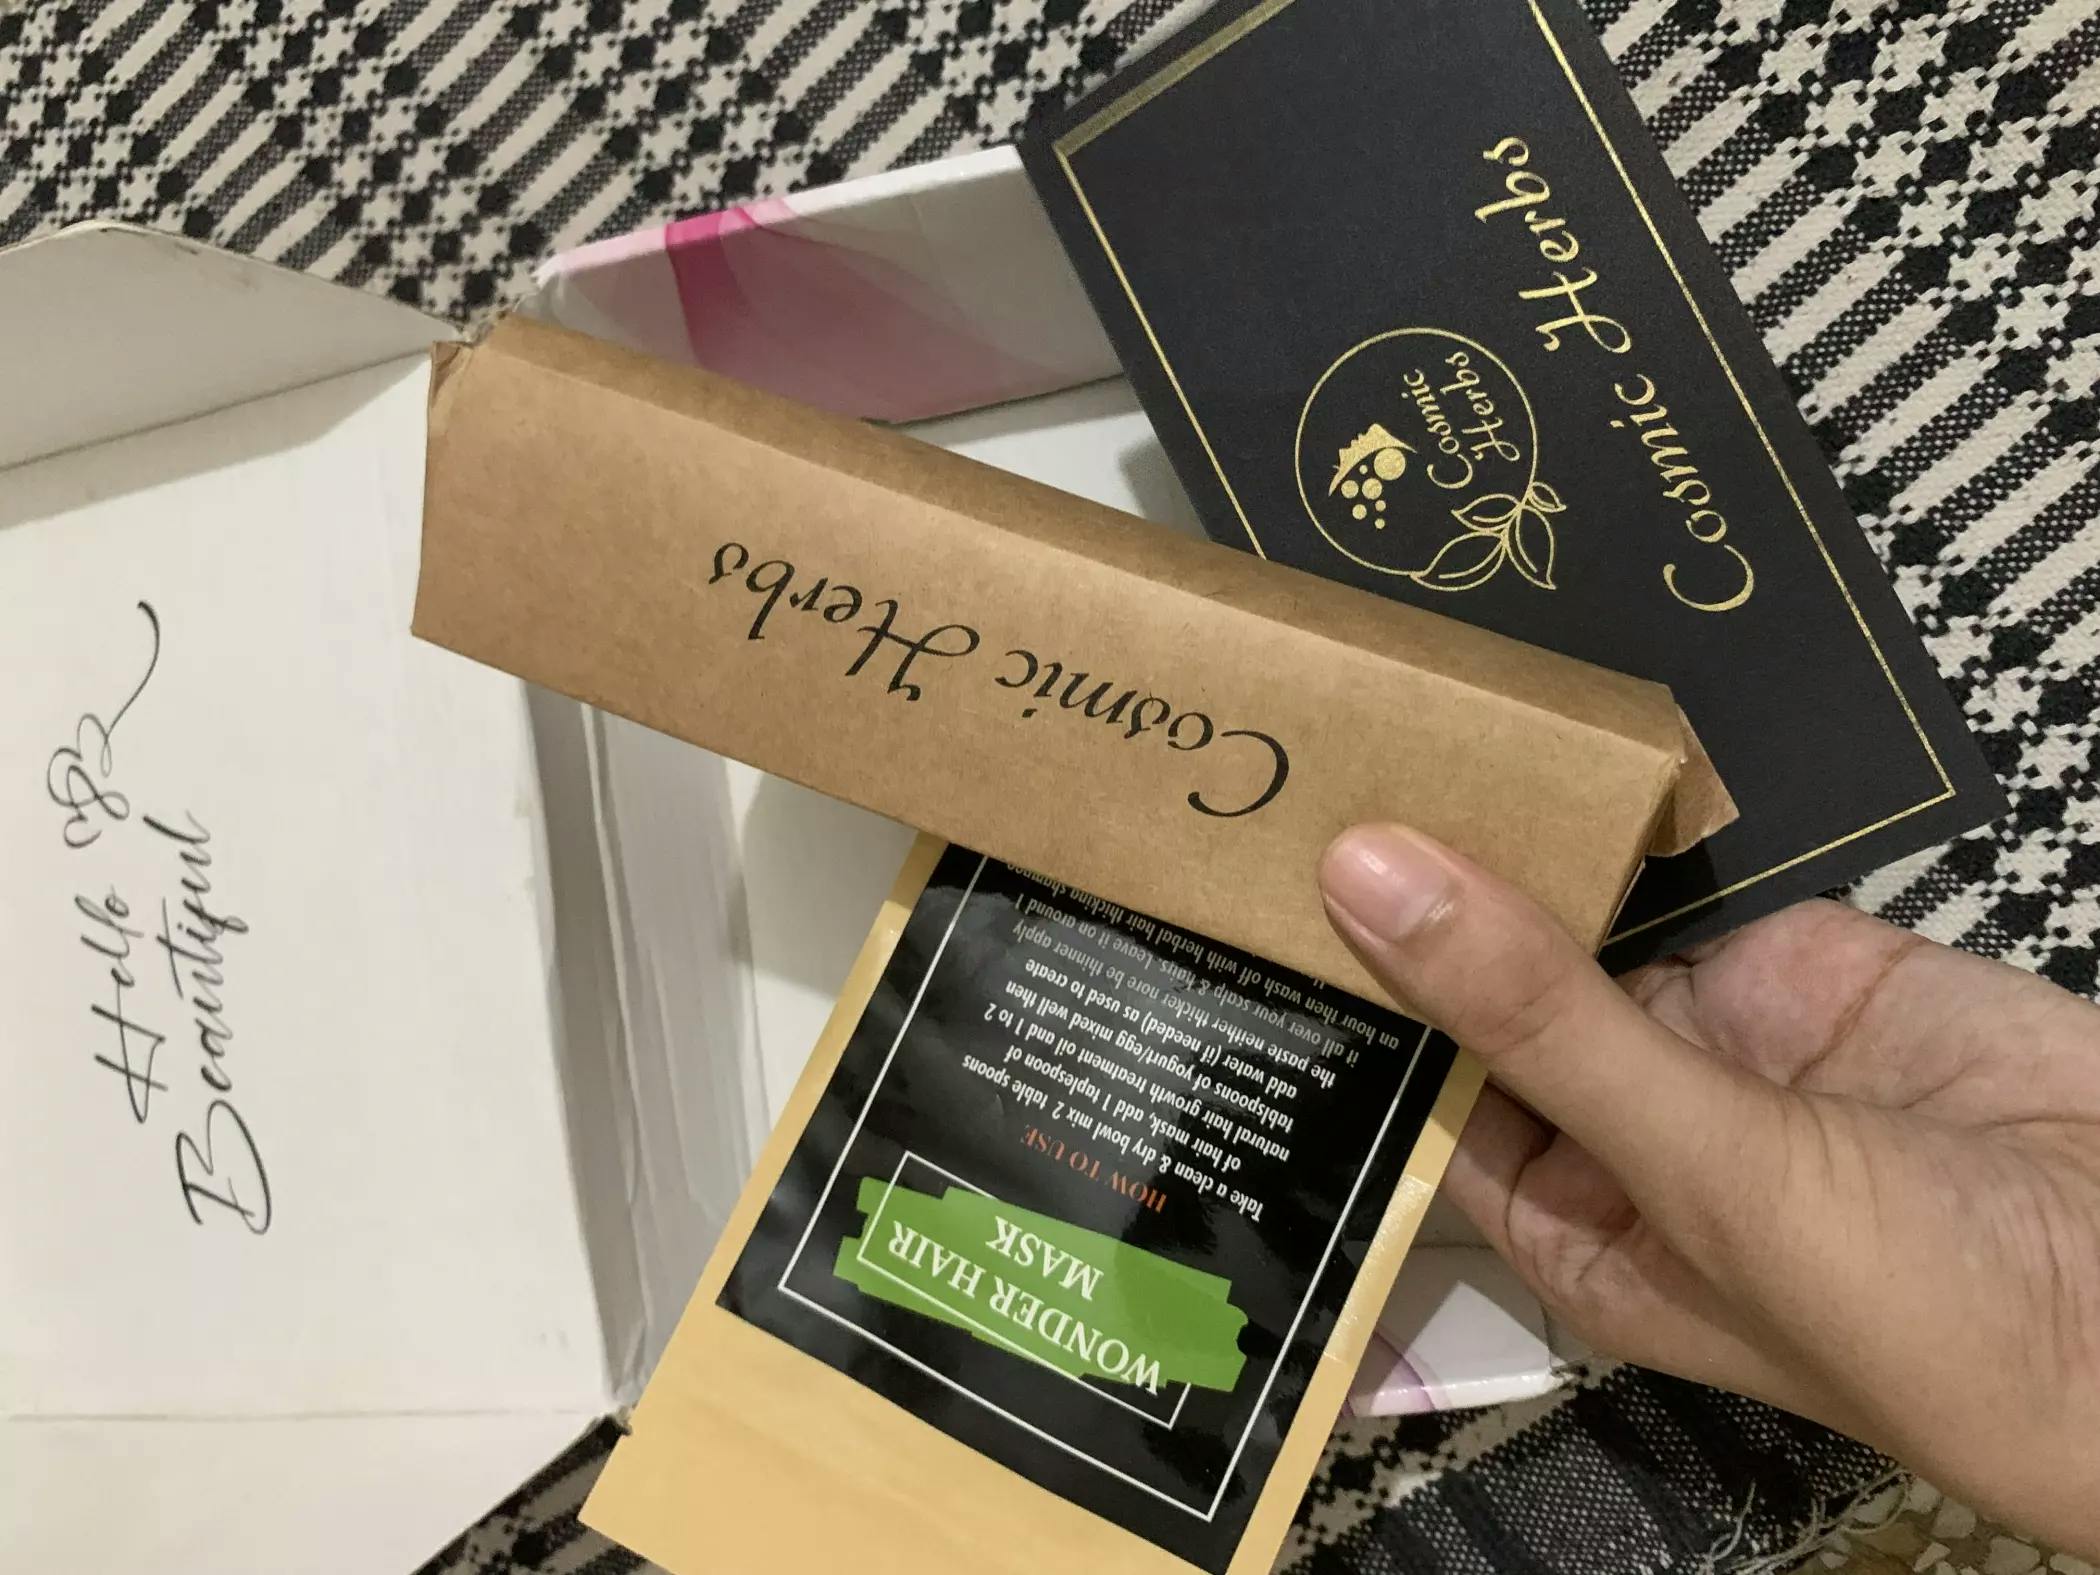 Hello
Beautiful
Cosmic Herbs
Cosmic
Herbs
Cosmic Herbs
WONDER HAIR
MASK
HOW TO USE
Take a clean & dry bowl mix 2 table spoons
of hair mask, add 1 taplespoon of
natural hair growth treatment oil and 1 to 2
tablspoons of yogurt/egg mixed well then
add water (if needed) as used to create
the paste neither thicker nore be thinner apply
it all over your scalp & hairs. Leave it on around 1
an hour then wash off with herbal hair thicking shampoo